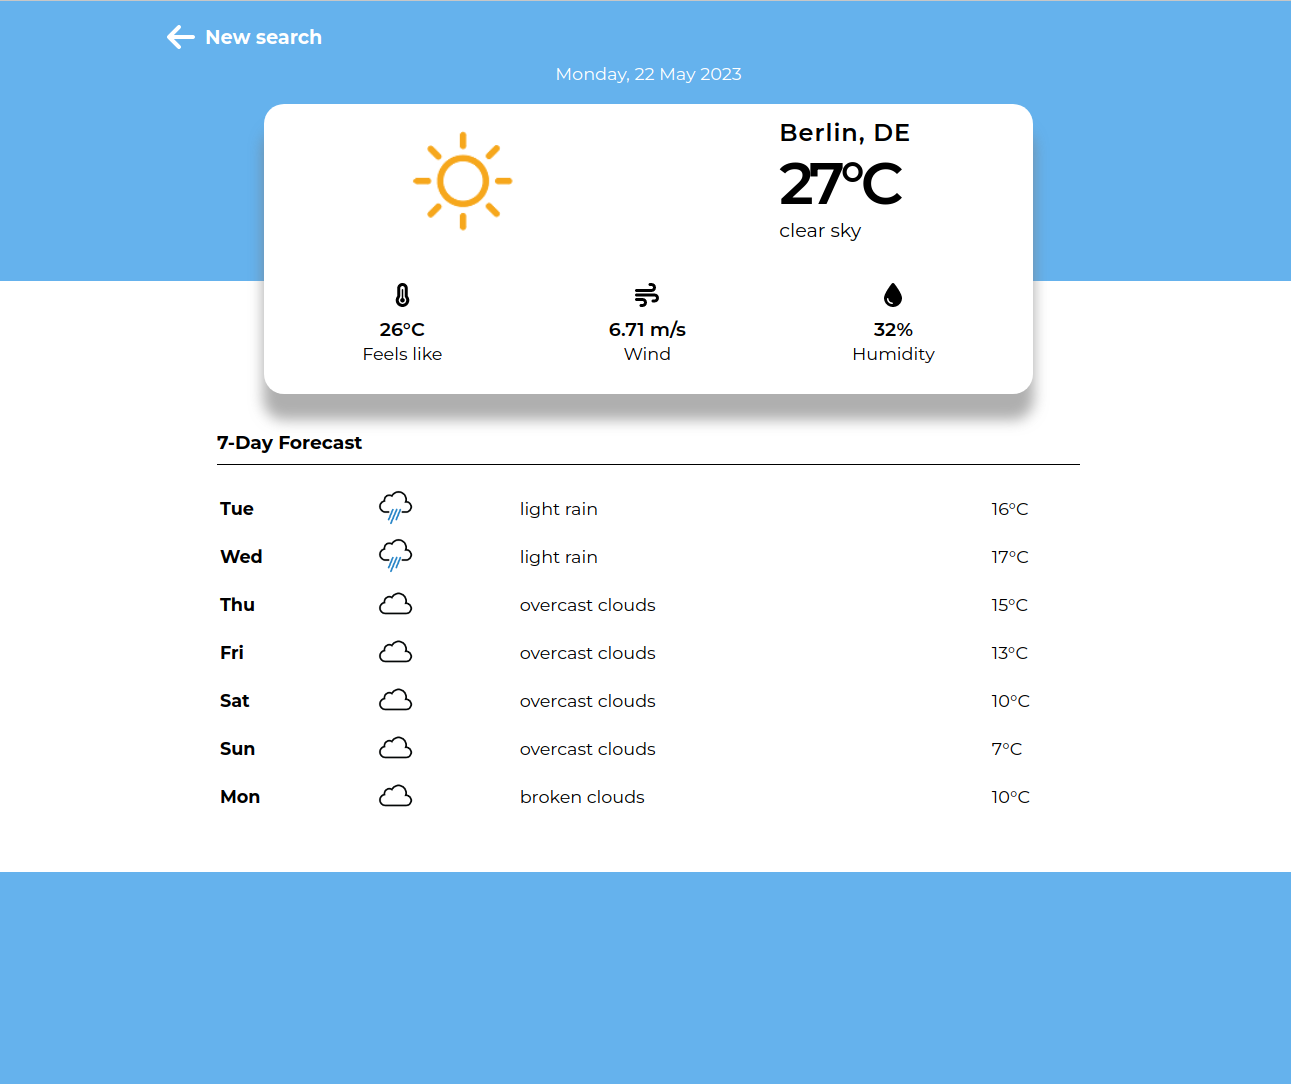 New search
Monday, 22 May 2023
Berlin, DE
27°C
clear sky
26°C 6.71 m/s 32%
Feels like Wind Humidity
7-Day Forecast
Tue light rain 16°C
Wed light rain 17°C
Thu overcast clouds 15°C
Fri overcast clouds 13°C
Sat overcast clouds 10°C
Sun overcast clouds 7°C
Mon broken clouds 10°C